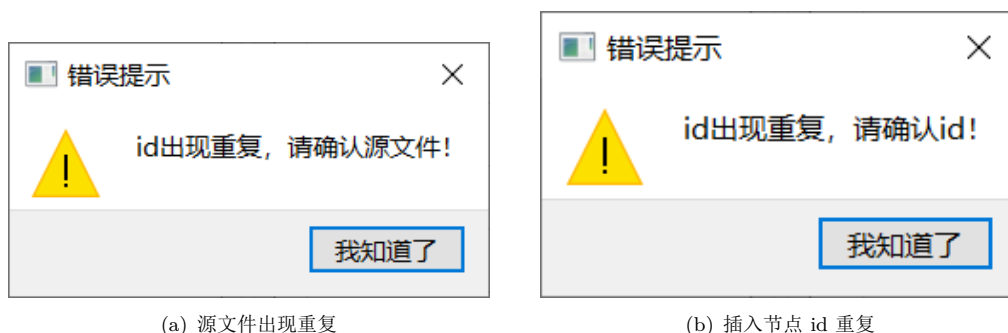 错误提示
id出现重复，请确认源文件！
我知道了
(a) 源文件出现重复
错误提示
id出现重复，请确认id！
我知道了
(b) 插入节点 id 重复